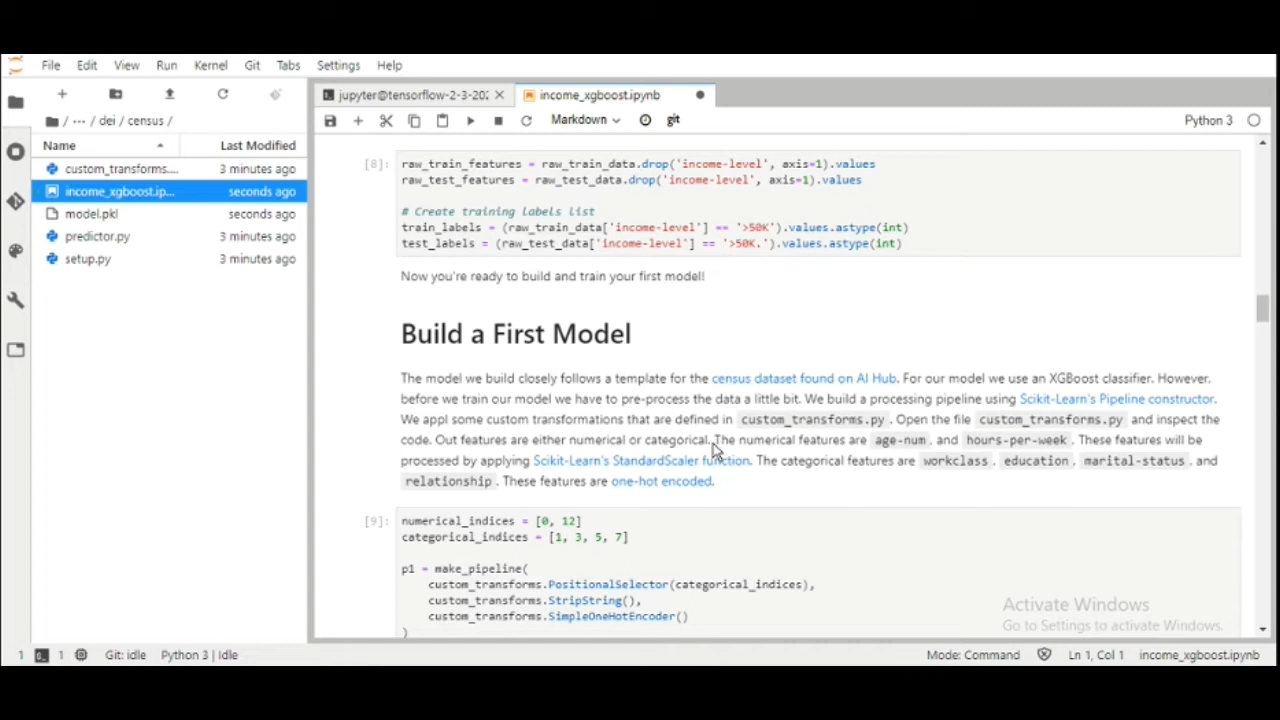 File Edit View Run Kernel Git Tabs Settings Help
jupyter@tensorflow-2-3-202
income_xgboost.ipynb
Markdown
git
Python 3
/ ··· / dei / census /
Name Last Modified
custom_transforms.... 3 minutes ago
income_xgboost.ip... seconds ago
model.pkl seconds ago
predictor.py 3 minutes ago
setup.py 3 minutes ago
[8]:
raw_train_features = raw_train_data.drop('income-level', axis=1).values
raw_test_features = raw_test_data.drop('income-level', axis=1).values
# Create training labels list
train_labels = (raw_train_data['income-level'] == '>50K').values.astype(int)
test_labels = (raw_test_data['income-level'] == '>50K.').values.astype(int)
Now you're ready to build and train your first model!
Build a First Model
The model we build closely follows a template for the census dataset found on AI Hub. For our model we use an XGBoost classifier. However,
before we train our model we have to pre-process the data a little bit. We build a processing pipeline using Scikit-Learn's Pipeline constructor.
We appl some custom transformations that are defined in custom_transforms.py. Open the file custom_transforms.py and inspect the
code. Out features are either numerical or categorical. The numerical features are age-num, and hours-per-week. These features will be
processed by applying Scikit-Learn's StandardScaler function. The categorical features are workclass, education, marital-status, and
relationship. These features are one-hot encoded.
[9]:
numerical_indices = [0, 12]
categorical_indices = [1, 3, 5, 7]
p1 = make_pipeline(
custom_transforms.PositionalSelector(categorical_indices),
custom_transforms.StripString(),
custom_transforms.SimpleOneHotEncoder()
)
Activate Windows
Go to Settings to activate Windows.
1 1 Git: idle Python 3 | Idle Mode: Command Ln 1, Col 1 income_xgboost.ipynb